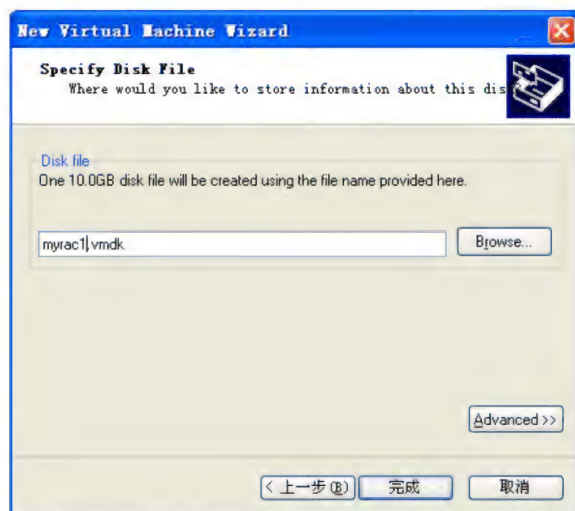 New Virtual Machine Wizard
Specify Disk File
Where would you like to store information about this dis
Disk file
One 10.0GB disk file will be created using the file name provided here.
myrac1.vmdk
Browse...
Advanced >>
< 上一步(B)
完成
取消